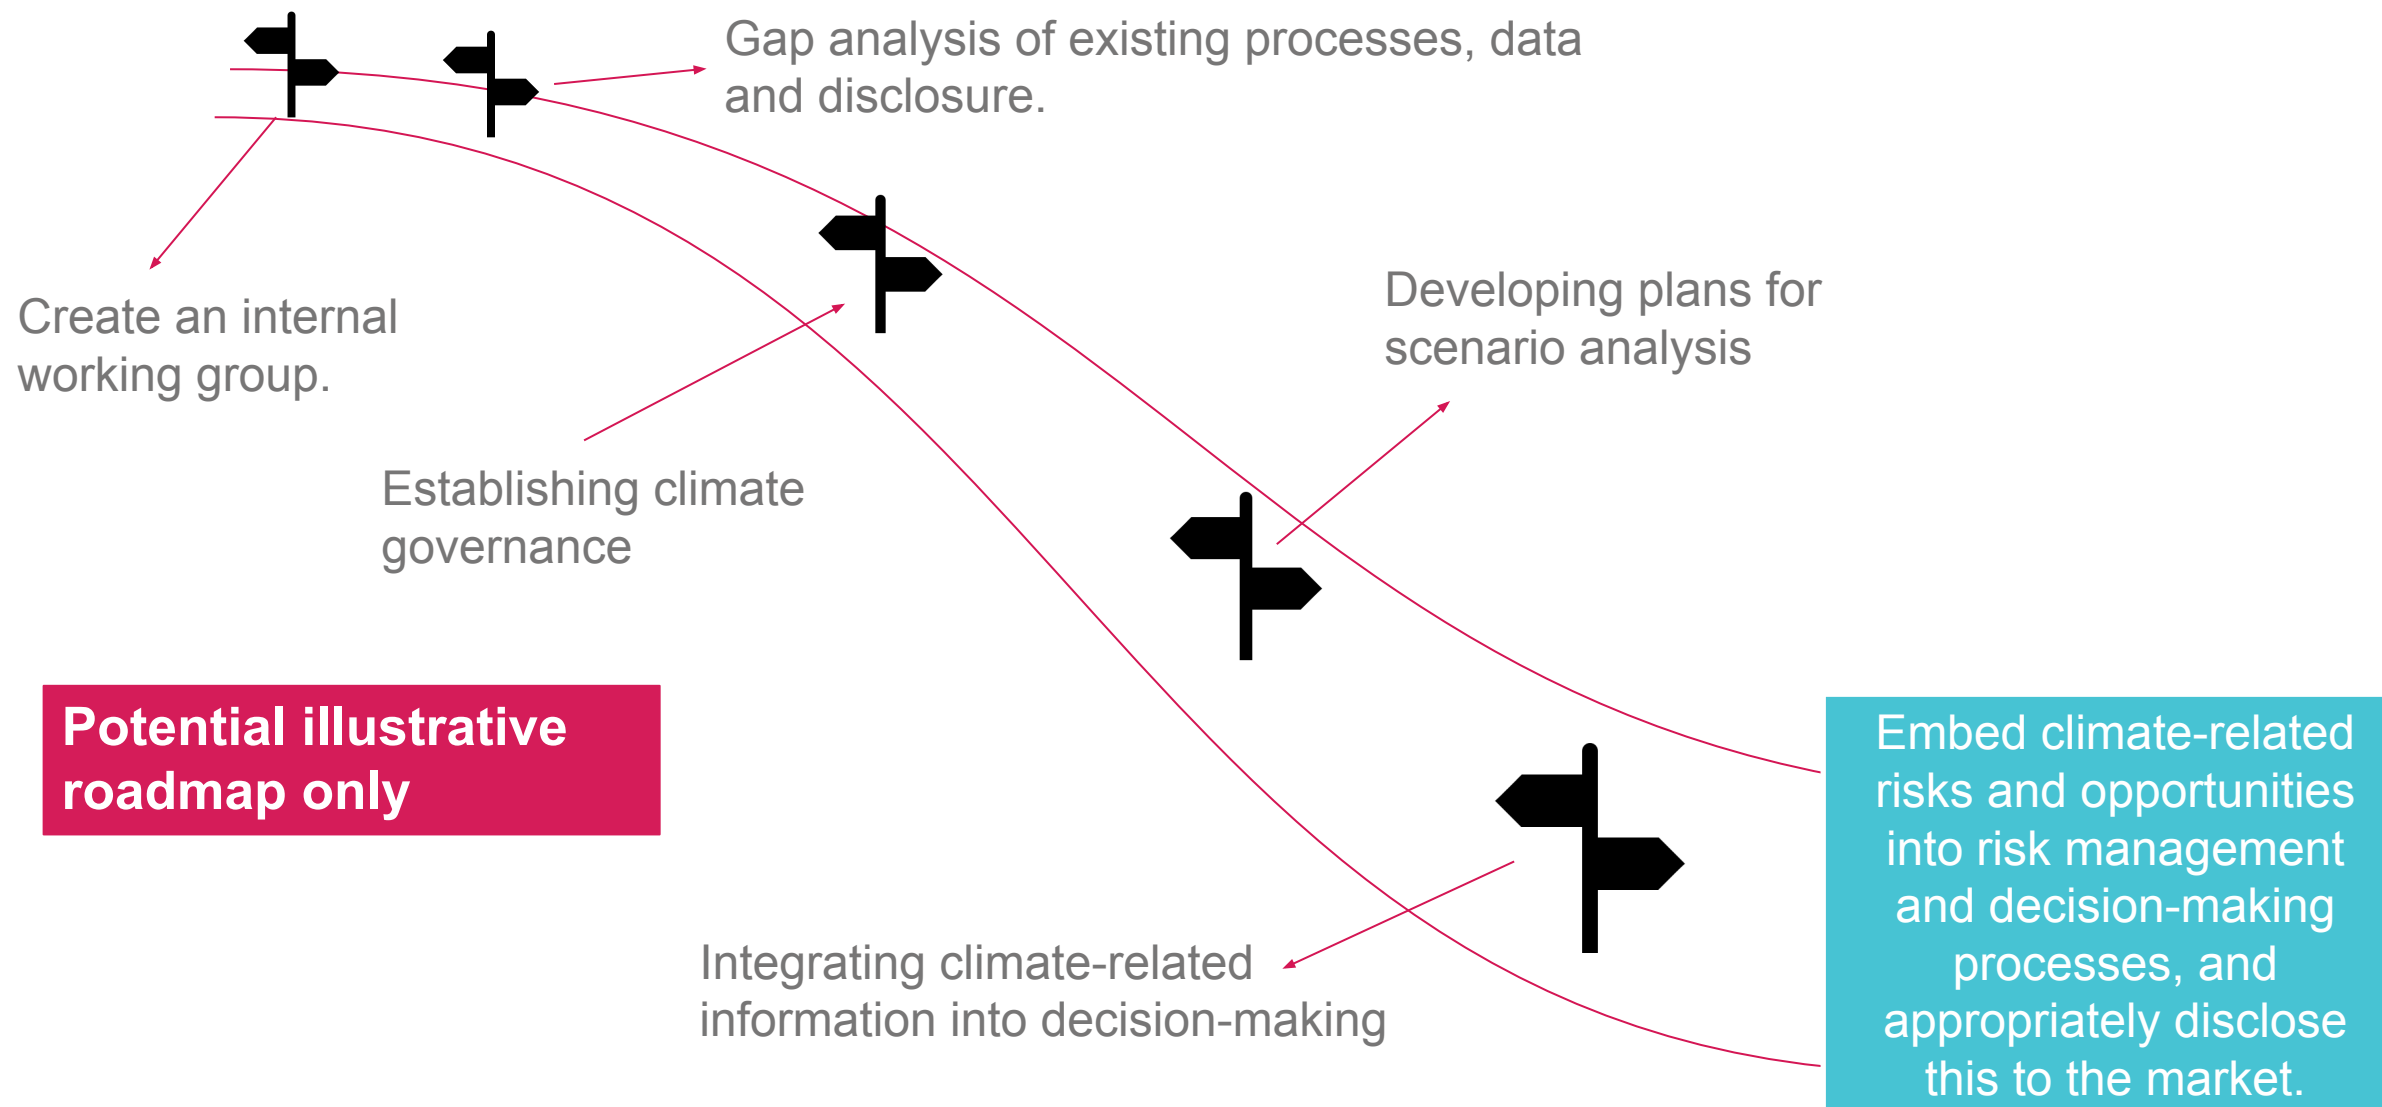 Gap analysis of existing processes, data
and disclosure.
Create an internal
working group.
Developing plans for
scenario analysis
Establishing climate
governance
Potential illustrative
roadmap only
Embed climate-related
risks and opportunities
into risk management
and decision-making
processes, and
appropriately disclose
this to the market.
Integrating climate-related
information into decision-making